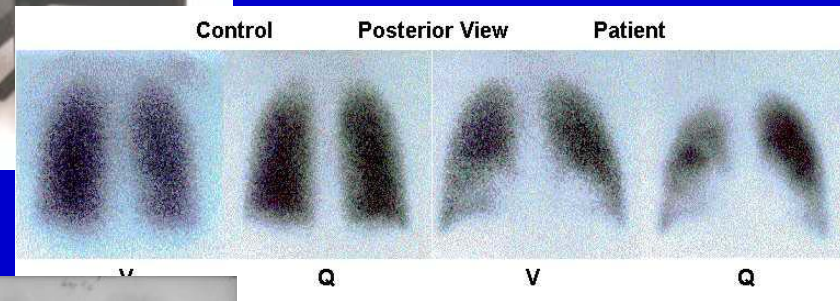 Control Posterior View Patient
V Q V Q